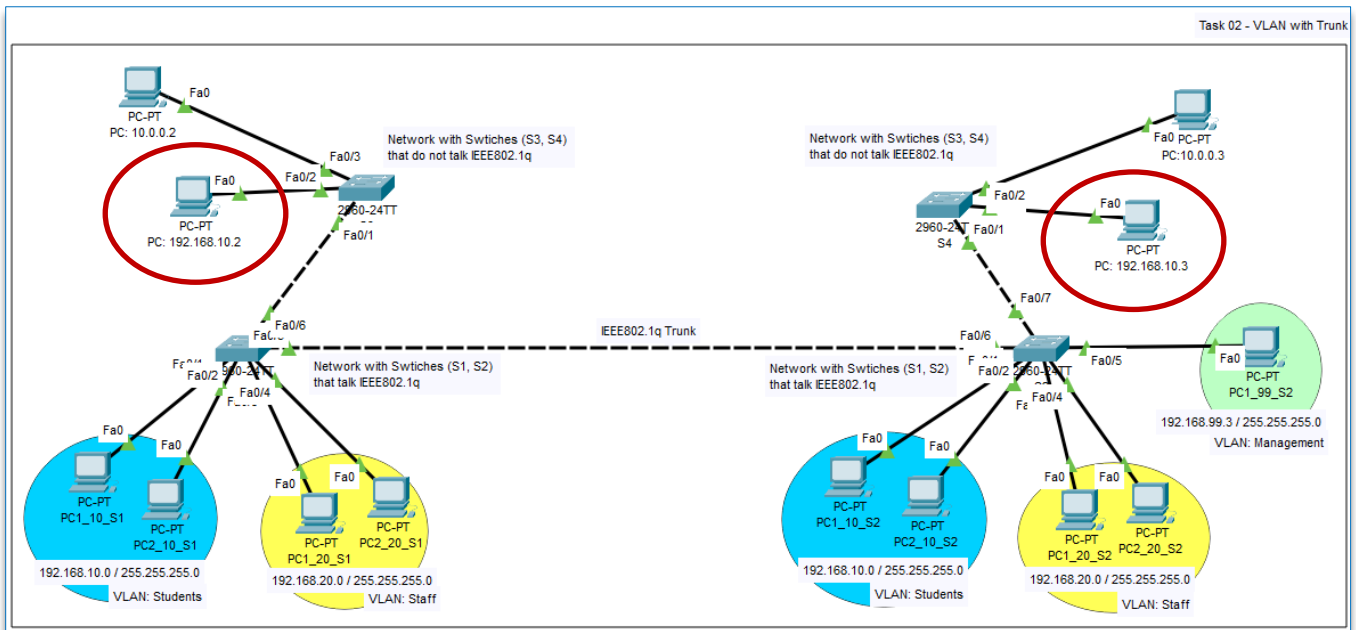 Task 02 - VLAN with Trunk
Fa0
PC-PT
PC: 10.0.0.2
Network with Swtiches (S3, S4)
that do not talk IEEE802.1q
Fa0/3
Fa0
Fa0/2
PC-PT
PC: 192.168.10.2
2960-24TT
Fa0/1
Network with Swtiches (S3, S4)
that do not talk IEEE802.1q
Fa0
PC-PT
PC:10.0.0.3
Fa0/2
Fa0
Fa0/1
S4
PC-PT
PC: 192.168.10.3
Fa0/6
Fa0/2
Fa0/4
Network with Swtiches (S1, S2)
that talk IEEE802.1q
IEEE802.1q Trunk
Fa0/7
Fa0/6
Fa0/2
Fa0/4
Fa0/5
Network with Swtiches (S1, S2)
that talk IEEE802.1q
Fa0
PC-PT
PC1_99_S2
192.168.99.3 / 255.255.255.0
VLAN: Management
Fa0
Fa0
PC-PT
PC1_10_S1
PC-PT
PC2_10_S1
192.168.10.0 / 255.255.255.0
VLAN: Students
Fa0
Fa0
PC-PT
PC1_20_S1
PC-PT
PC2_20_S1
192.168.20.0 / 255.255.255.0
VLAN: Staff
Fa0
Fa0
PC-PT
PC1_10_S2
PC-PT
PC2_10_S2
192.168.10.0 / 255.255.255.0
VLAN: Students
Fa0
Fa0
PC-PT
PC1_20_S2
PC-PT
PC2_20_S2
192.168.20.0 / 255.255.255.0
VLAN: Staff